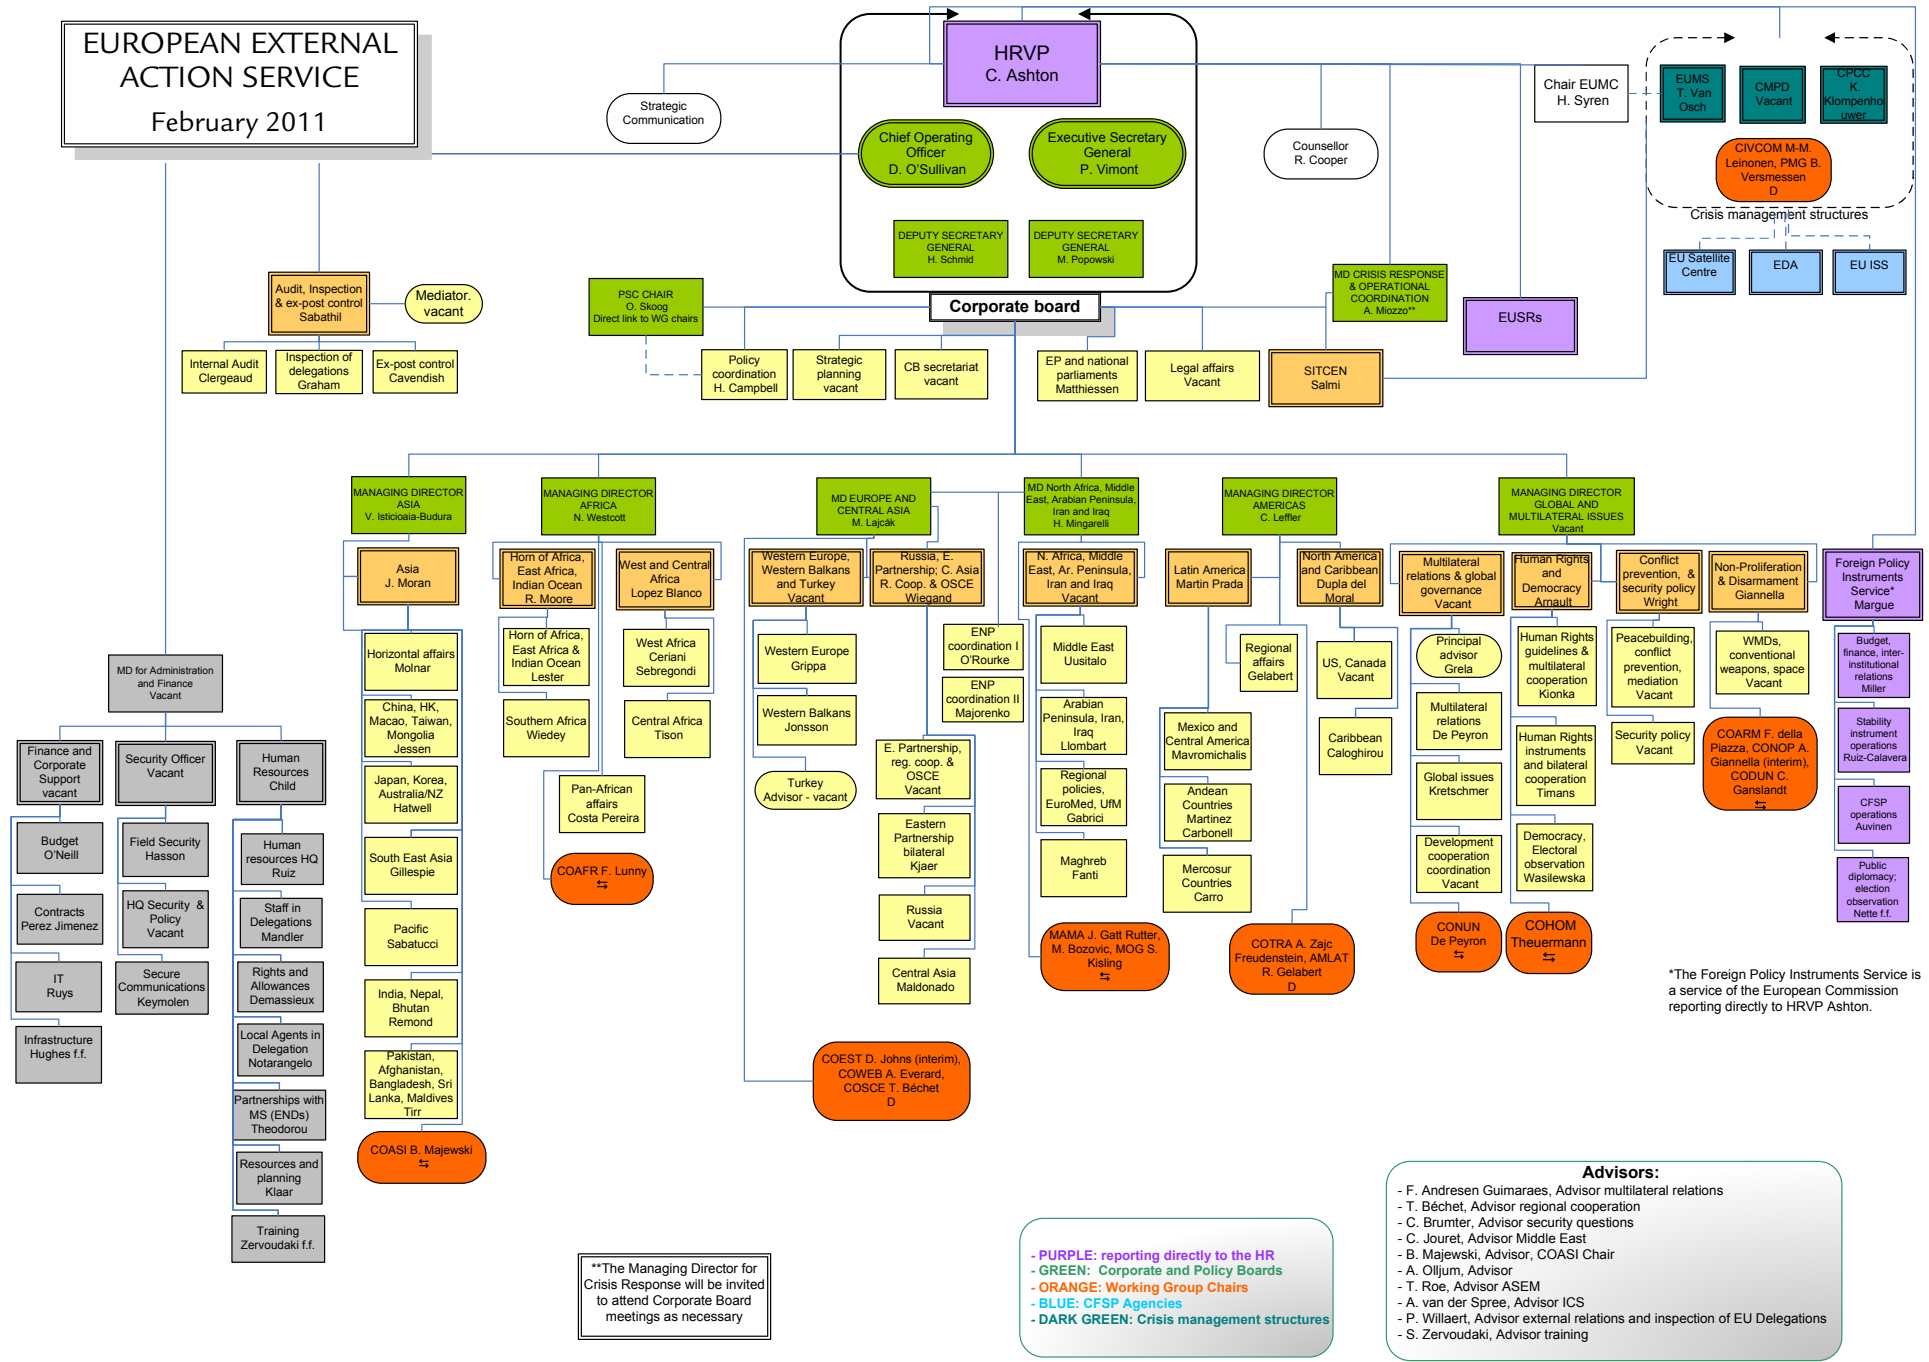 EUROPEAN EXTERNAL
ACTION SERVICE
February 2011
HRVP
C. Ashton
Strategic
Communication
Chief Operating
Officer
D. O'Sullivan
Executive Secretary
General
P. Vimont
Counsellor
R. Cooper
Chair EUMC
H. Syren
EUMS
T. Van
Osch
CMPD
Vacant
CPCC
K.
Klompenho
uwer
CIVCOM M-M.
Leinonen, PMG B.
Versmessen
D
Crisis management structures
EU Satellite
Centre
EDA
EU ISS
DEPUTY SECRETARY
GENERAL
H. Schmid
DEPUTY SECRETARY
GENERAL
M. Popowski
Corporate board
PSC CHAIR
O. Skoog
Direct link to WG chairs
MD CRISIS RESPONSE
& OPERATIONAL
COORDINATION
A. Miozzo**
EUSRs
Audit, Inspection
& ex-post control
Sabathil
Mediator.
vacant
Internal Audit
Clergeaud
Inspection of
delegations
Graham
Ex-post control
Cavendish
Policy
coordination
H. Campbell
Strategic
planning
vacant
CB secretariat
vacant
EP and national
parliaments
Matthiessen
Legal affairs
Vacant
SITCEN
Salmi
MANAGING DIRECTOR
ASIA
V. Isticioaia-Budura
MANAGING DIRECTOR
AFRICA
N. Westcott
MD EUROPE AND
CENTRAL ASIA
M. Lajcák
MD North Africa, Middle
East, Arabian Peninsula,
Iran and Iraq
H. Mingarelli
MANAGING DIRECTOR
AMERICAS
C. Leffler
MANAGING DIRECTOR
GLOBAL AND
MULTILATERAL ISSUES
Vacant
Asia
J. Moran
Horn of Africa,
East Africa,
Indian Ocean
R. Moore
West and Central
Africa
Lopez Blanco
Western Europe,
Western Balkans
and Turkey
Vacant
Russia, E.
Partnership; C. Asia
R. Coop. & OSCE
Wiegand
N. Africa, Middle
East, Ar. Peninsula,
Iran and Iraq
Vacant
Latin America
Martin Prada
North America
and Caribbean
Dupla del
Moral
Multilateral
relations & global
governance
Vacant
Human Rights
and
Democracy
Arnault
Conflict
prevention, &
security policy
Wright
Non-Proliferation
& Disarmament
Giannella
Foreign Policy
Instruments
Service*
Margue
Horizontal affairs
Molnar
China, HK,
Macao, Taiwan,
Mongolia
Jessen
Japan, Korea,
Australia/NZ
Hatwell
South East Asia
Gillespie
Pacific
Sabatucci
India, Nepal,
Bhutan
Remond
Pakistan,
Afghanistan,
Bangladesh, Sri
Lanka, Maldives
Tirr
COASI B. Majewski
⇆
Horn of Africa,
East Africa &
Indian Ocean
Lester
Southern Africa
Wiedey
West Africa
Ceriani
Sebregondi
Central Africa
Tison
Pan-African
affairs
Costa Pereira
COAFR F. Lunny
⇆
Western Europe
Grippa
Western Balkans
Jonsson
Turkey
Advisor - vacant
ENP
coordination I
O'Rourke
ENP
coordination II
Majorenko
E. Partnership,
reg. coop. &
OSCE
Vacant
Eastern
Partnership
bilateral
Kjaer
Russia
Vacant
Central Asia
Maldonado
COEST D. Johns (interim),
COWEB A. Everard,
COSCE T. Béchet
D
Middle East
Uusitalo
Arabian
Peninsula, Iran,
Iraq
Llombart
Regional
policies,
EuroMed, UfM
Gabrici
Maghreb
Fanti
MAMA J. Gatt Rutter,
M. Bozovic, MOG S.
Kisling
⇆
Regional
affairs
Gelabert
Mexico and
Central America
Mavromichalis
Andean
Countries
Martinez
Carbonell
Mercosur
Countries
Carro
US, Canada
Vacant
Caribbean
Caloghirou
COTRA A. Zajc
Freudenstein, AMLAT
R. Gelabert
D
Principal
advisor
Grela
Multilateral
relations
De Peyron
Global issues
Kretschmer
Development
cooperation
coordination
Vacant
CONUN
De Peyron
⇆
Human Rights
guidelines &
multilateral
cooperation
Kionka
Human Rights
instruments
and bilateral
cooperation
Timans
Democracy,
Electoral
observation
Wasilewska
COHOM
Theuermann
⇆
Peacebuilding,
conflict
prevention,
mediation
Vacant
Security policy
Vacant
WMDs,
conventional
weapons, space
Vacant
COARM F. della
Piazza, CONOP A.
Giannella (interim),
CODUN C.
Ganslandt
⇆
Budget,
finance, inter-
institutional
relations
Miller
Stability
instrument
operations
Ruiz-Calavera
CFSP
operations
Auvinen
Public
diplomacy;
election
observation
Nette f.f.
*The Foreign Policy Instruments Service is
a service of the European Commission
reporting directly to HRVP Ashton.
MD for Administration
and Finance
Vacant
Finance and
Corporate
Support
vacant
Security Officer
Vacant
Human
Resources
Child
Budget
O'Neill
Contracts
Perez Jimenez
IT
Ruys
Infrastructure
Hughes f.f.
Field Security
Hasson
HQ Security &
Policy
Vacant
Secure
Communications
Keymolen
Human
resources HQ
Ruiz
Staff in
Delegations
Mandler
Rights and
Allowances
Demassieux
Local Agents in
Delegation
Notarangelo
Partnerships with
MS (ENDs)
Theodorou
Resources and
planning
Klaar
Training
Zervoudaki f.f.
**The Managing Director for
Crisis Response will be invited
to attend Corporate Board
meetings as necessary
- PURPLE: reporting directly to the HR
- GREEN: Corporate and Policy Boards
- ORANGE: Working Group Chairs
- BLUE: CFSP Agencies
- DARK GREEN: Crisis management structures
Advisors:
- F. Andresen Guimaraes, Advisor multilateral relations
- T. Béchet, Advisor regional cooperation
- C. Brumter, Advisor security questions
- C. Jouret, Advisor Middle East
- B. Majewski, Advisor, COASI Chair
- A. Olljum, Advisor
- T. Roe, Advisor ASEM
- A. van der Spree, Advisor ICS
- P. Willaert, Advisor external relations and inspection of EU Delegations
- S. Zervoudaki, Advisor training